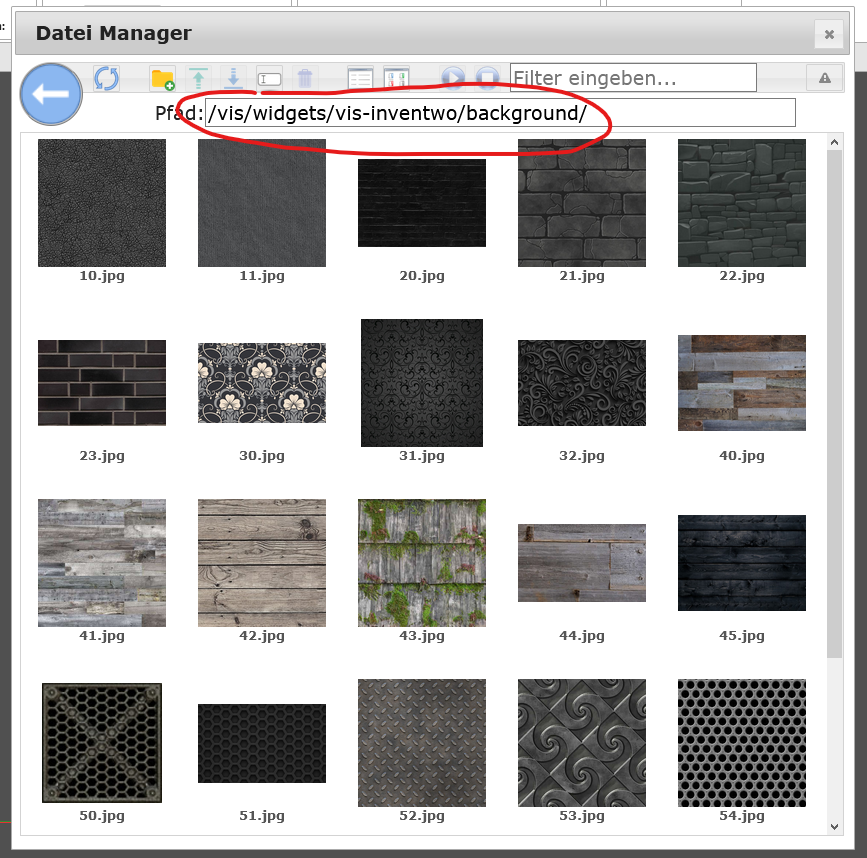 Datei Manager
Filter eingeben...
Pfad: /vis/widgets/vis-inventwo/background/
10.jpg 11.jpg 20.jpg 21.jpg 22.jpg
23.jpg 30.jpg 31.jpg 32.jpg 40.jpg
41.jpg 42.jpg 43.jpg 44.jpg 45.jpg
50.jpg 51.jpg 52.jpg 53.jpg 54.jpg